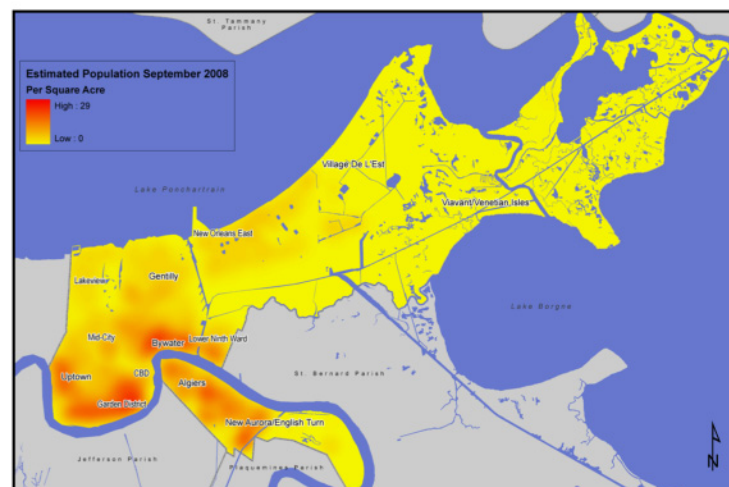 St. Tammany
Parish
Estimated Population September 2008
Per Square Acre
High : 29
Low : 0
Village De L'Est
Lake Ponchartrain
Viavant/Venetian Isles
New Orleans East
Gentilly
Lakeview
Lake Borgne
Mid-City
Bywater
Lower Ninth Ward
Uptown
CBD
Algiers
St. Bernard Parish
Garden District
New Aurora/English Turn
Jefferson Parish
Plaquemines Parish
N